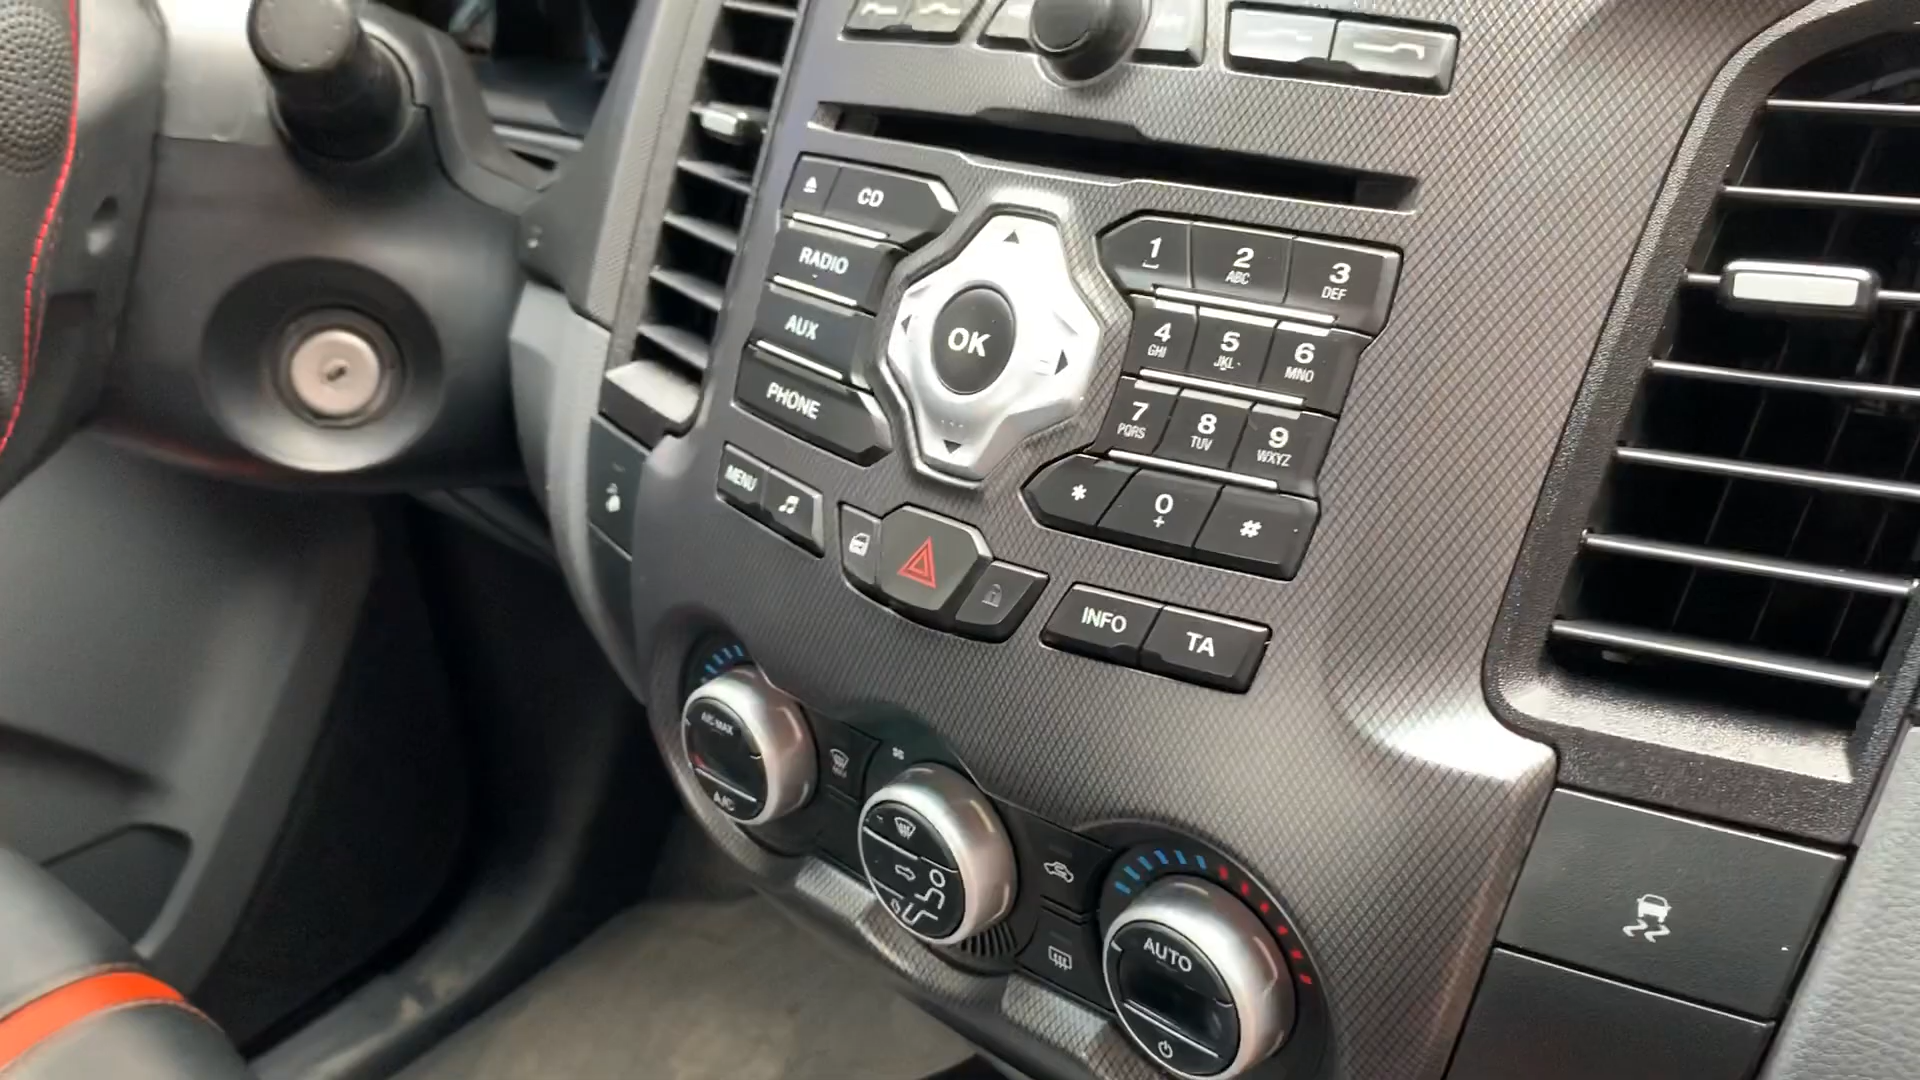 CD
RADIO
AUX
PHONE
MENU
OK
1
2
ABC
3
DEF
4
GHI
5
JKL
6
MNO
7
PQRS
8
TUV
9
WXYZ
*
0
+
#
INFO
TA
A/C MAX
A/C
AUTO